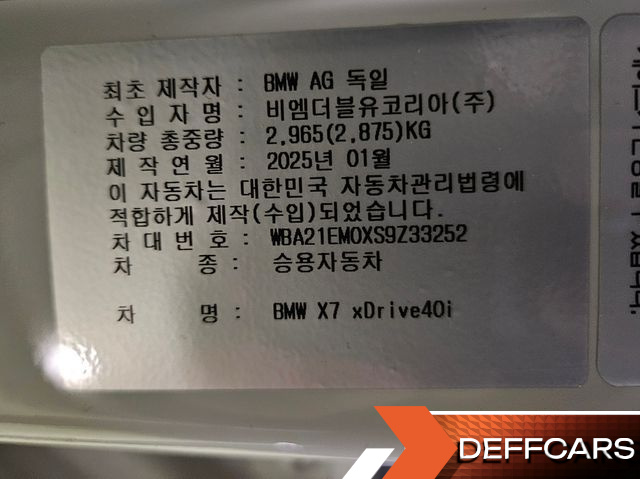 최초 제작자 : BMW AG 독일
수 입 자 명 : 비엠더블유코리아(주)
차량 총중량 : 2,965(2,875)KG
제 작 연 월 : 2025년 01월
이 자동차는 대한민국 자동차관리법령에
적합하게 제작(수입)되었습니다.
차 대 번 호 : WBA21EM0XS9Z33252
차 종 : 승용자동차
차 명 : BMW X7 xDrive40i
DEFFCARS